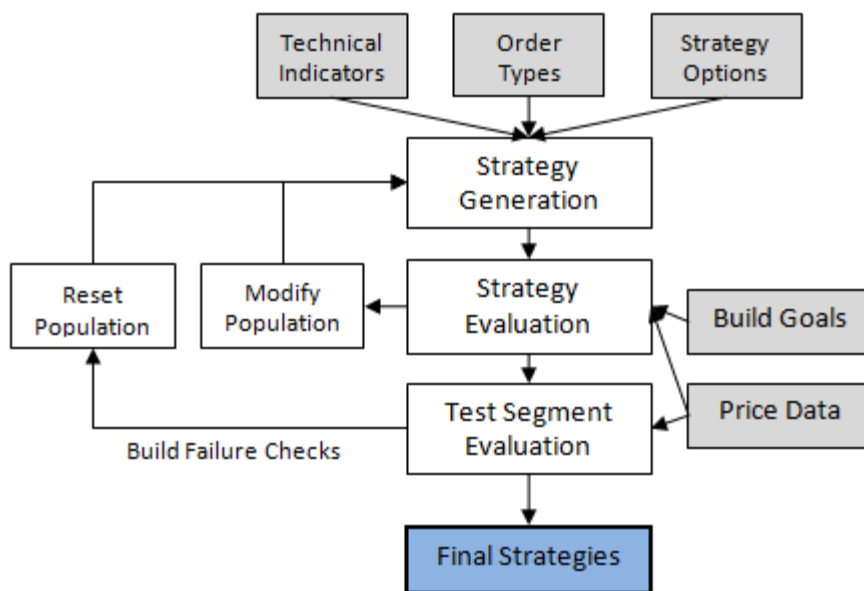 Technical
Indicators
Order
Types
Strategy
Options
Strategy
Generation
Reset
Population
Modify
Population
Strategy
Evaluation
Build Goals
Price Data
Test Segment
Evaluation
Build Failure Checks
Final Strategies